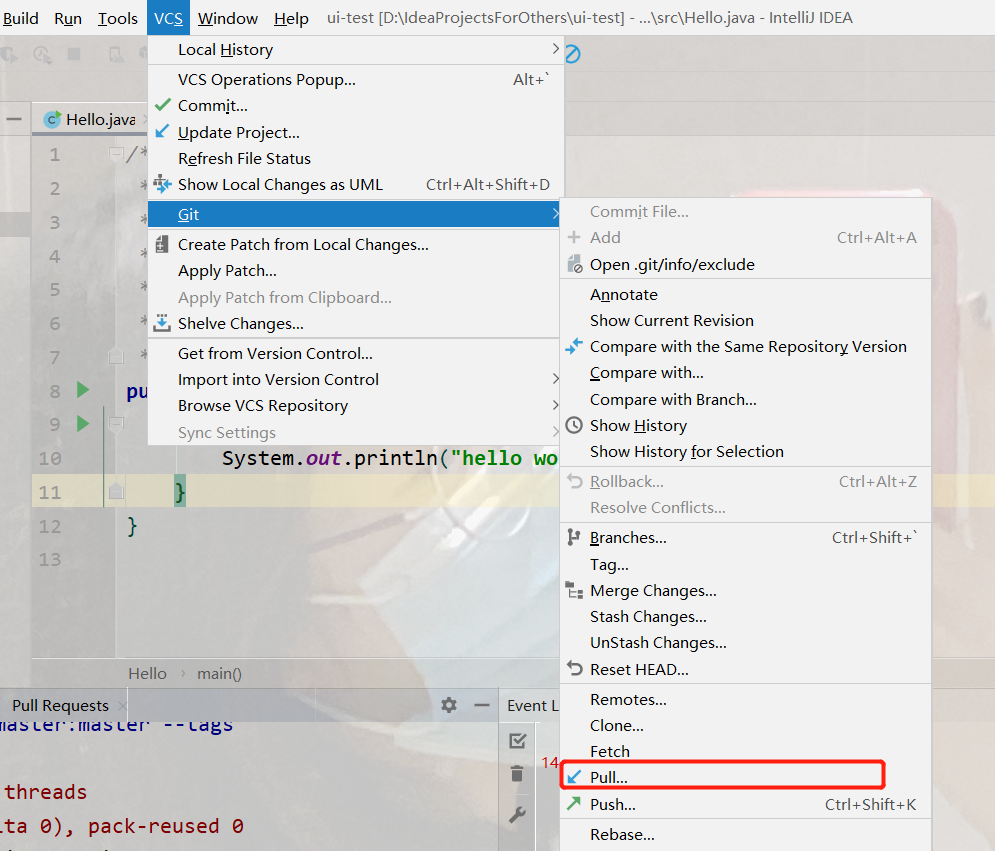 Build Run Tools VCS Window Help ui-test [D:\IdeaProjectsForOthers\ui-test] - ...\src\Hello.java - IntelliJ IDEA
Local History
VCS Operations Popup... Alt+`
Commit...
Update Project...
Refresh File Status
Show Local Changes as UML Ctrl+Alt+Shift+D
Git
Create Patch from Local Changes...
Apply Patch...
Apply Patch from Clipboard...
Shelve Changes...
Get from Version Control...
Import into Version Control
Browse VCS Repository
Sync Settings
Commit File...
Add Ctrl+Alt+A
Open .git/info/exclude
Annotate
Show Current Revision
Compare with the Same Repository Version
Compare with...
Compare with Branch...
Show History
Show History for Selection
Rollback... Ctrl+Alt+Z
Resolve Conflicts...
Branches... Ctrl+Shift+`
Tag...
Merge Changes...
Stash Changes...
UnStash Changes...
Reset HEAD...
Remotes...
Clone...
Fetch
Pull...
Push... Ctrl+Shift+K
Rebase...
Hello.java
1 /*
2 *
3 *
4 *
5 *
6 *
7 *
8 pu
9
10 System.out.println("hello wo
11 }
12 }
13
Hello › main()
Pull Requests
master:master --tags
threads
lta 0), pack-reused 0
Event L
14